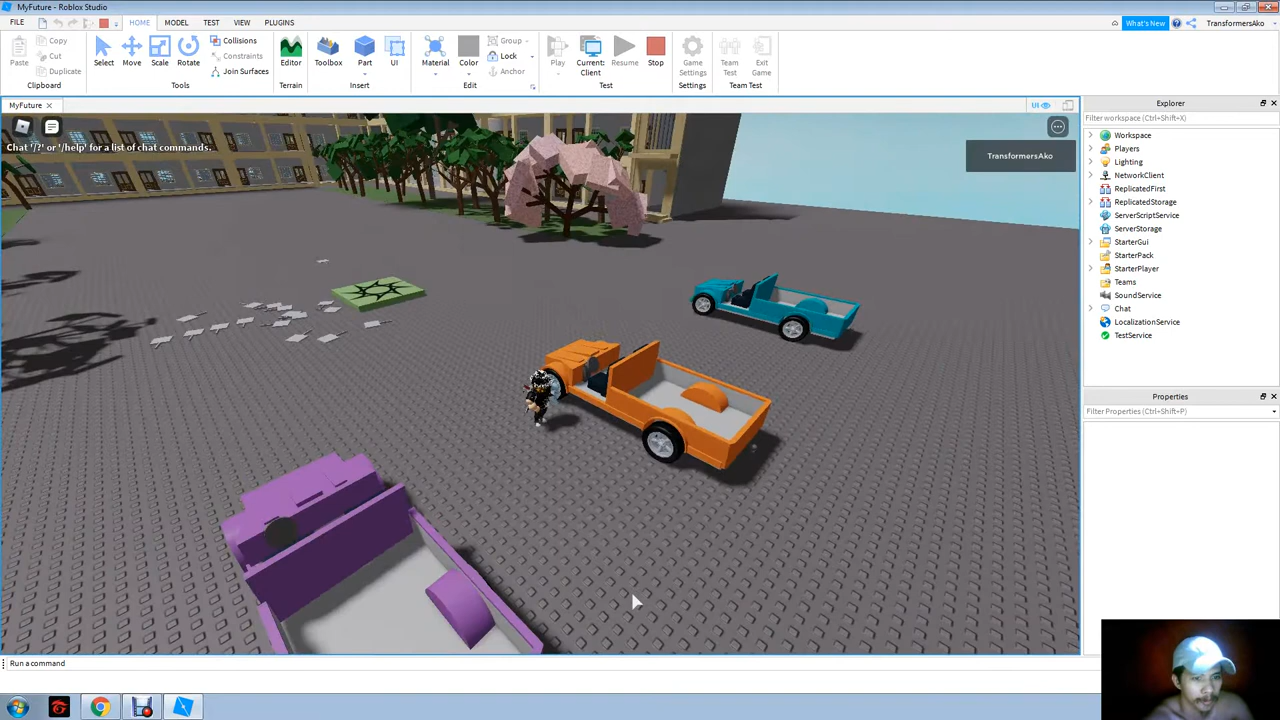 MyFuture - Roblox Studio
FILE HOME MODEL TEST VIEW PLUGINS What's New TransformersAko
Paste Copy Cut Duplicate Clipboard
Select Move Scale Rotate Collisions Constraints Join Surfaces Tools
Editor Terrain
Toolbox Part UI Insert
Material Color Group Lock Anchor Edit
Play Current: Client Resume Stop Test
Game Settings Settings
Team Test Exit Game Team Test
MyFuture UI
Chat '/?' or '/help' for a list of chat commands.
TransformersAko
Explorer
Filter workspace (Ctrl+Shift+X)
Workspace
Players
Lighting
NetworkClient
ReplicatedFirst
ReplicatedStorage
ServerScriptService
ServerStorage
StarterGui
StarterPack
StarterPlayer
Teams
SoundService
Chat
LocalizationService
TestService
Properties
Filter Properties (Ctrl+Shift+P)
Run a command